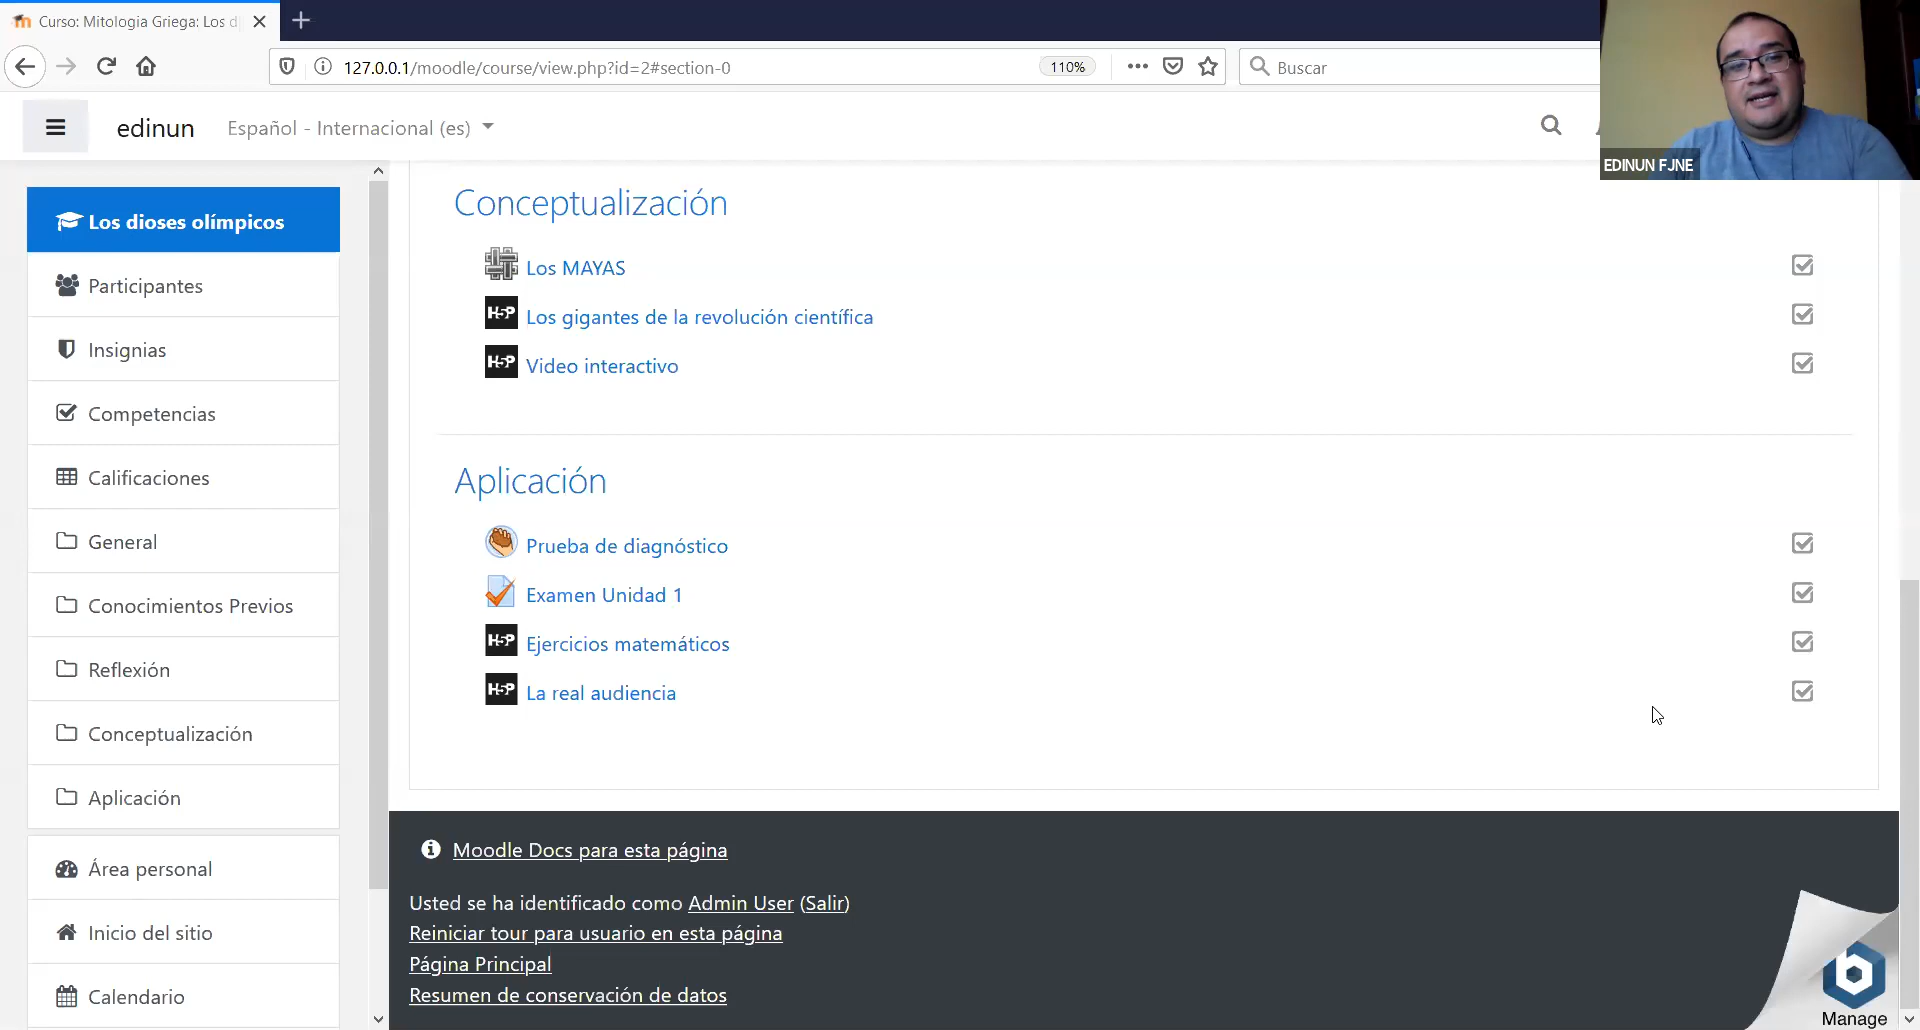 Curso: Mitologia Griega: Los d
127.0.0.1/moodle/course/view.php?id=2#section-0
110%
Buscar
edinun
Español - Internacional (es)
EDINUN FJNE
Los dioses olímpicos
Participantes
Insignias
Competencias
Calificaciones
General
Conocimientos Previos
Reflexión
Conceptualización
Aplicación
Área personal
Inicio del sitio
Calendario
Conceptualización
Los MAYAS
H5P Los gigantes de la revolución científica
H5P Video interactivo
Aplicación
Prueba de diagnóstico
Examen Unidad 1
H5P Ejercicios matemáticos
H5P La real audiencia
Moodle Docs para esta página
Usted se ha identificado como Admin User (Salir)
Reiniciar tour para usuario en esta página
Página Principal
Resumen de conservación de datos
Manage